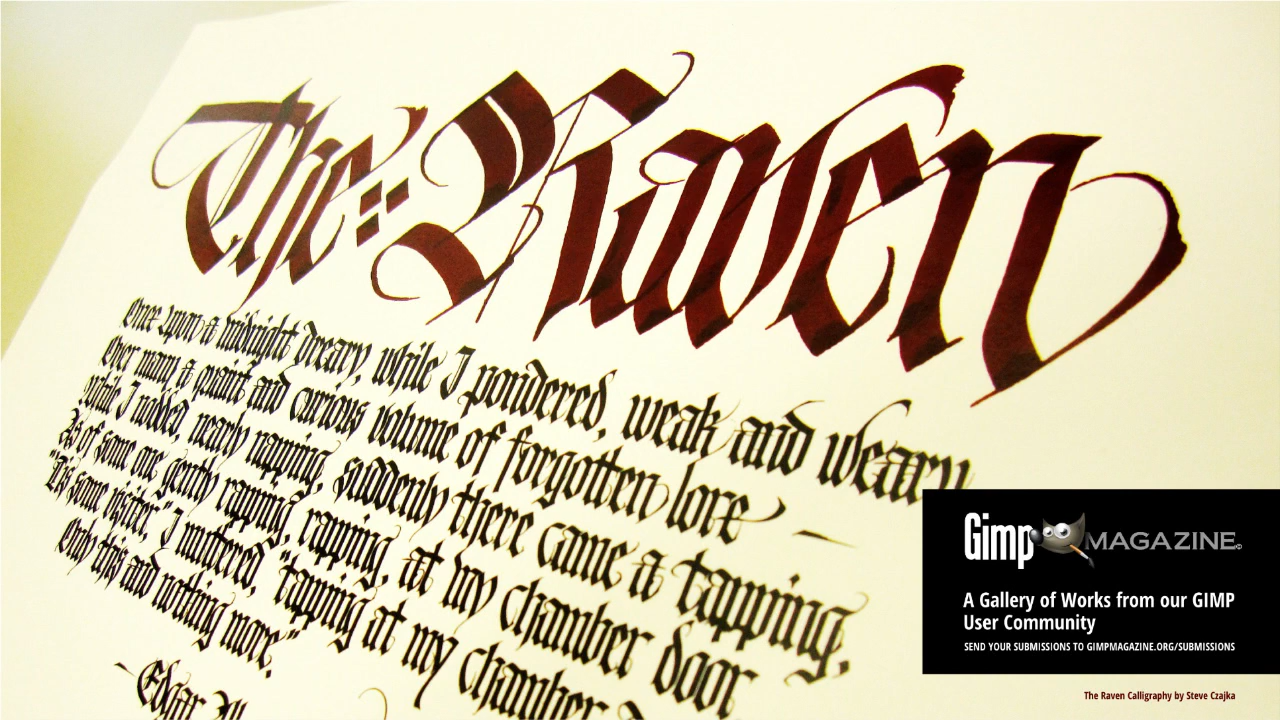 The Raven
Once upon a midnight dreary, while I pondered, weak and weary
Over many a quaint and curious volume of forgotten lore —
While I nodded, nearly napping, suddenly there came a tapping,
As of some one gently rapping, rapping at my chamber door
"'Tis some visiter," I muttered, "tapping at my chamber
Only this and nothing more."
— Edgar
Gimp MAGAZINE
A Gallery of Works from our GIMP
User Community
SEND YOUR SUBMISSIONS TO GIMPMAGAZINE.ORG/SUBMISSIONS
The Raven Calligraphy by Steve Czajka